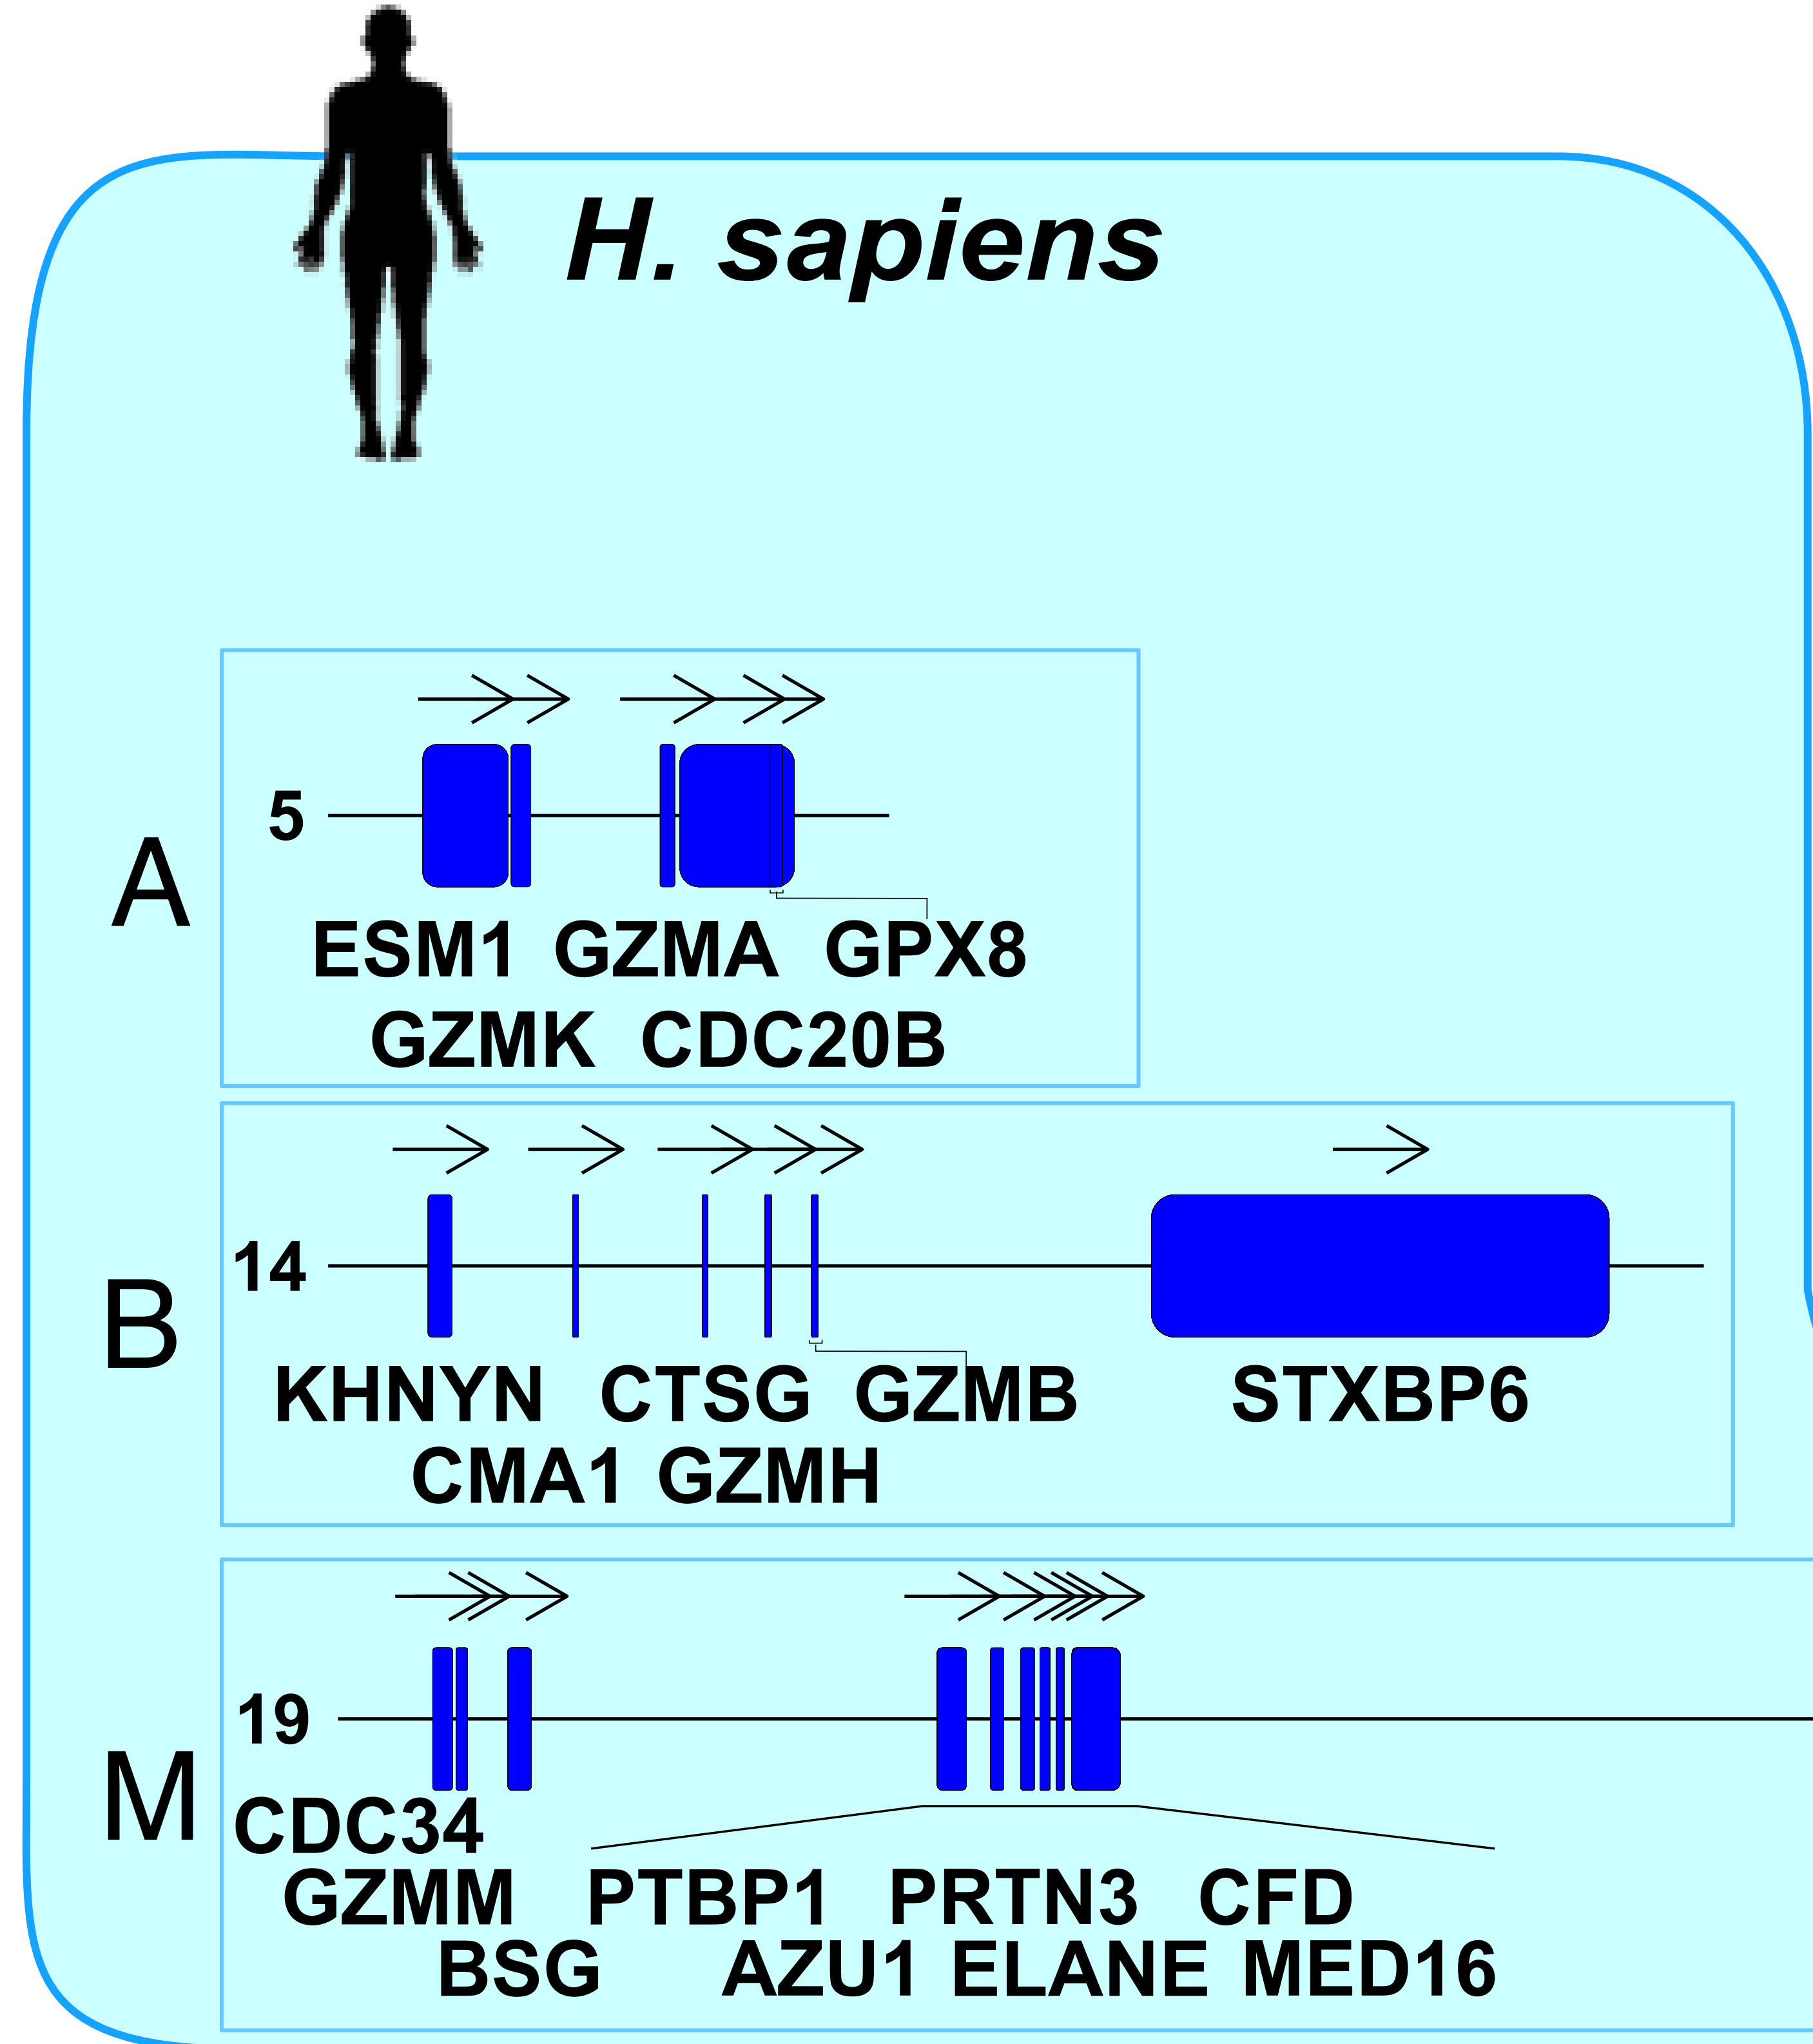 H. sapiens
A
5
ESM1 GZMA GPX8
GZMK CDC20B
B
14
KHNYN CTSG GZMB STXBP6
CMA1 GZMH
M
19
CDC34
GZMM PTBP1 PRTN3 CFD
BSG AZU1 ELANE MED16